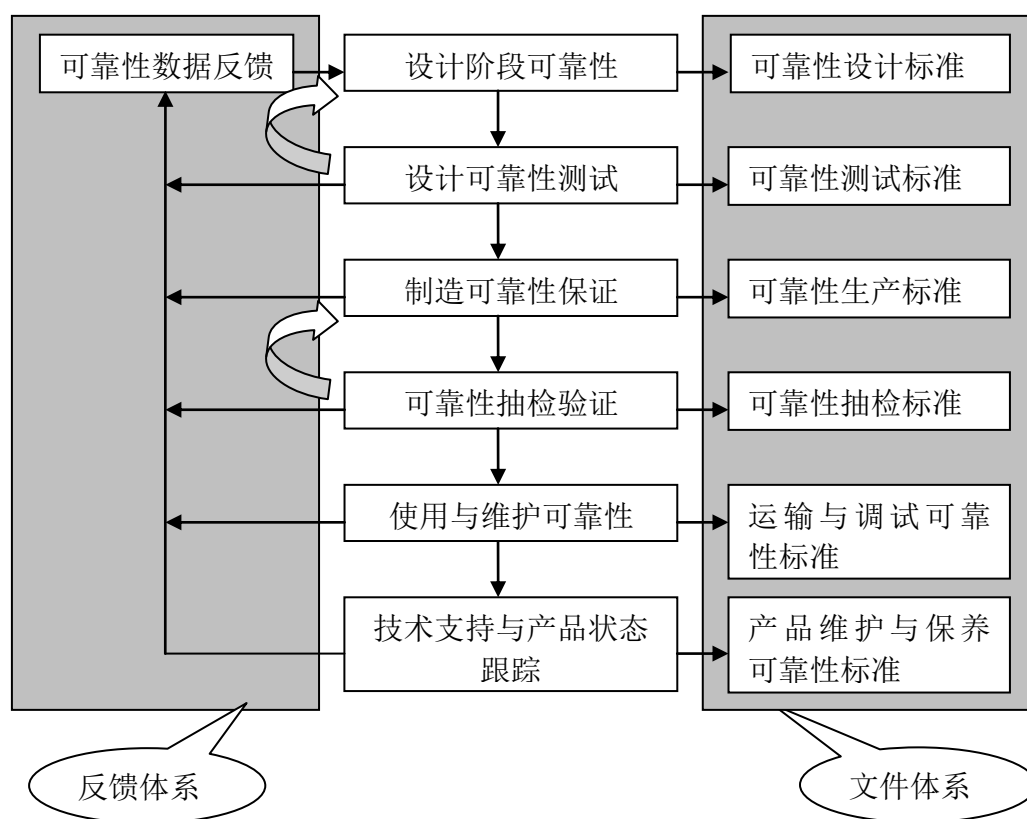 可靠性数据反馈
设计阶段可靠性
可靠性设计标准
设计可靠性测试
可靠性测试标准
制造可靠性保证
可靠性生产标准
可靠性抽检验证
可靠性抽检标准
使用与维护可靠性
运输与调试可靠
性标准
技术支持与产品状态
跟踪
产品维护与保养
可靠性标准
反馈体系
文件体系